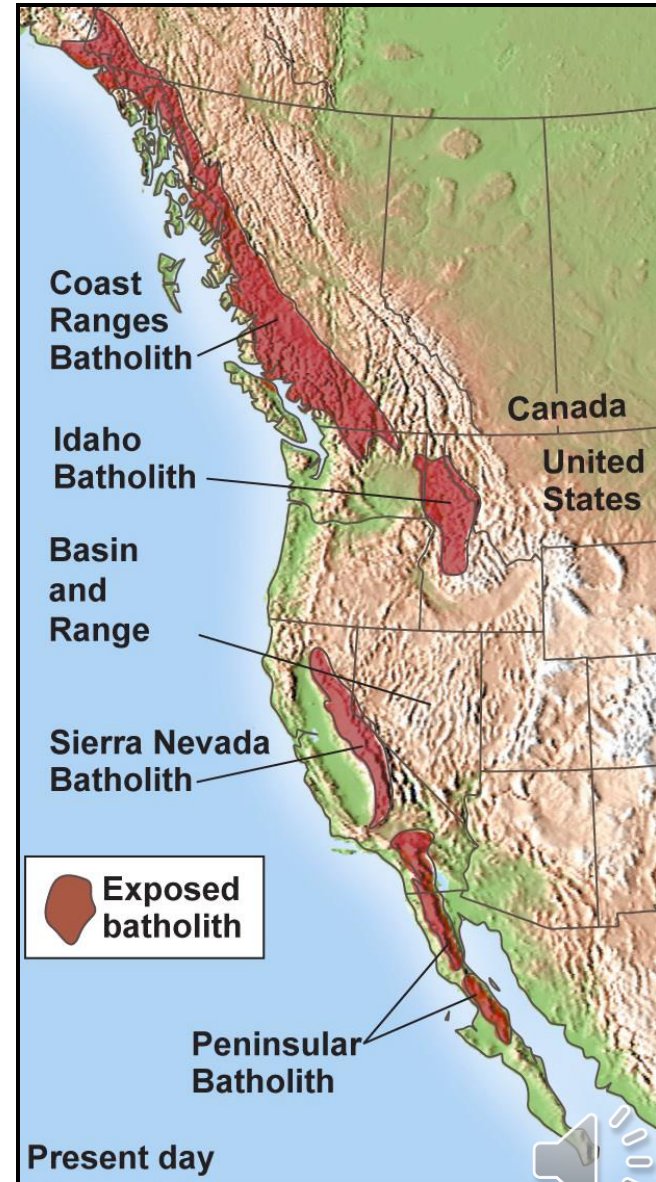 Coast
Ranges
Batholith
Canada
Idaho
Batholith
United
States
Basin
and
Range
Sierra Nevada
Batholith
Exposed
batholith
Peninsular
Batholith
Present day